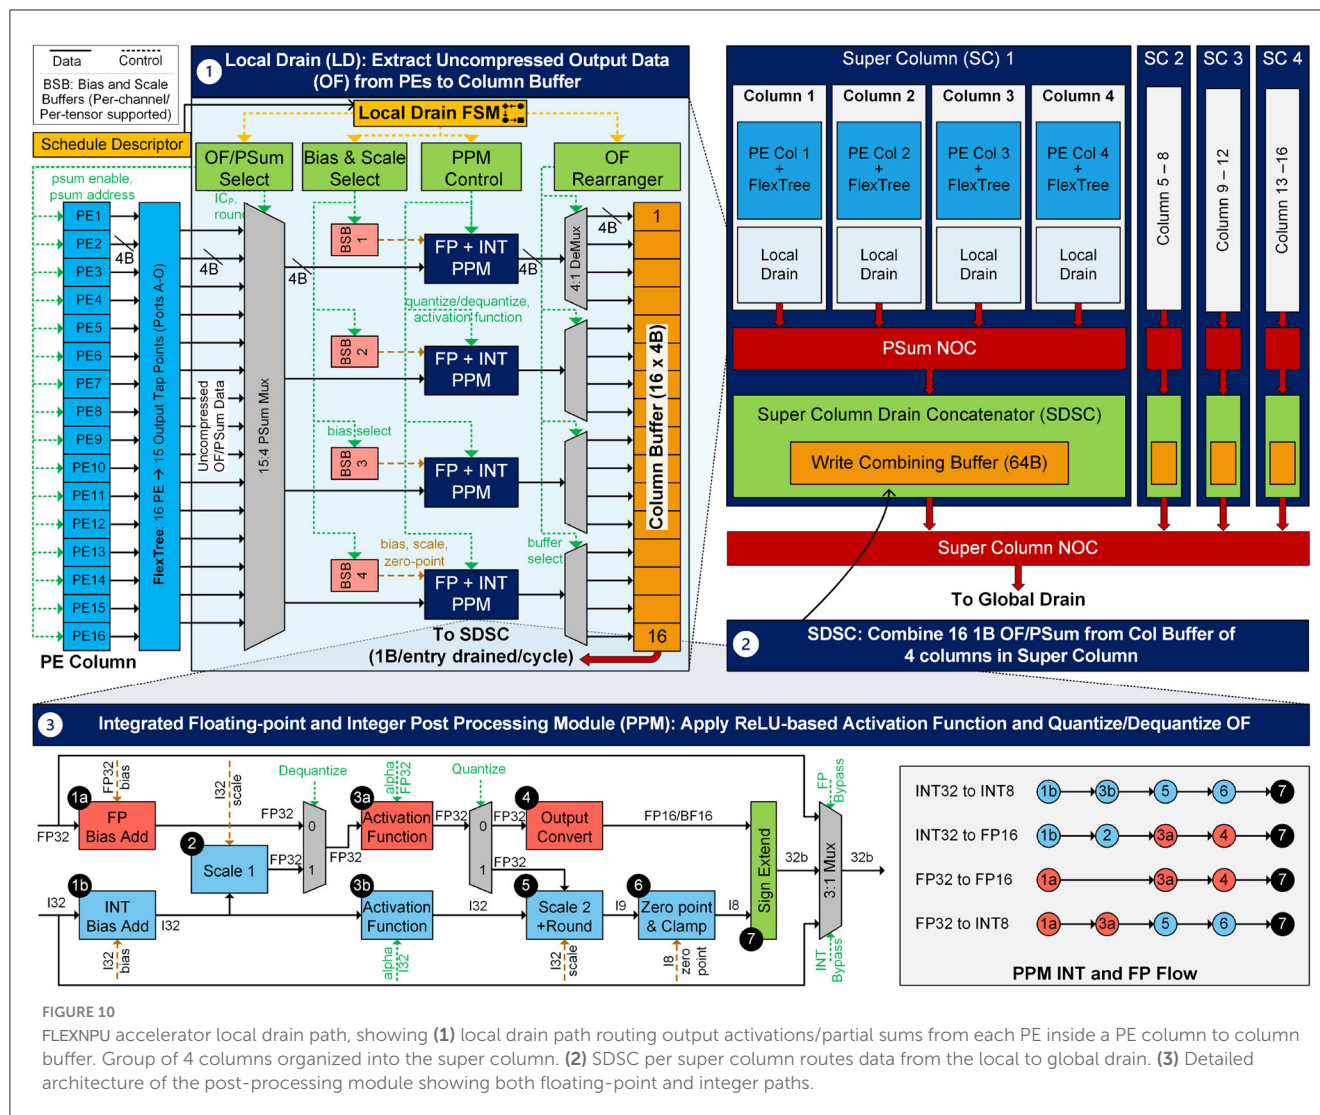 Data
Control
BSB: Bias and Scale
Buffers (Per-channel/
Per-tensor supported)
Schedule Descriptor
psum enable,
psum address
PE1
PE2
PE3
PE4
PE5
PE6
PE7
PE8
PE9
PE10
PE11
PE12
PE13
PE14
PE15
PE16
PE Column
4B
FlexTree: 16 PE → 15 Output Tap Points (Ports A-O)
1
Local Drain (LD): Extract Uncompressed Output Data
(OF) from PEs to Column Buffer
Local Drain FSM
OF/PSum
Select
Bias & Scale
Select
PPM
Control
OF
Rearranger
ICP,
round
4B
Uncompressed
OF/PSum Data
15:4 PSum Mux
4B
BSB
1
FP + INT
PPM
4B
4:1 DeMux
4B
quantize/dequantize,
activation function
BSB
2
FP + INT
PPM
bias select
BSB
3
FP + INT
PPM
bias, scale,
zero-point
BSB
4
FP + INT
PPM
buffer
select
1
Column Buffer (16 x 4B)
16
To SDSC
(1B/entry drained/cycle)
Super Column (SC) 1
SC 2
SC 3
SC 4
Column 1
Column 2
Column 3
Column 4
PE Col 1
+
FlexTree
PE Col 2
+
FlexTree
PE Col 3
+
FlexTree
PE Col 4
+
FlexTree
Local
Drain
Local
Drain
Local
Drain
Local
Drain
Column 5 – 8
Column 9 – 12
Column 13 –16
PSum NOC
Super Column Drain Concatenator (SDSC)
Write Combining Buffer (64B)
Super Column NOC
To Global Drain
2
SDSC: Combine 16 1B OF/PSum from Col Buffer of
4 columns in Super Column
3
Integrated Floating-point and Integer Post Processing Module (PPM): Apply ReLU-based Activation Function and Quantize/Dequantize OF
FP32
bias
I32
scale
Dequantize
alpha
FP32
Quantize
FP
Bypass
FP32
1a
FP
Bias Add
FP32
0
1
FP32
3a
Activation
Function
FP32
0
1
FP32
4
Output
Convert
FP16/BF16
2
Scale 1
FP32
FP32
I32
1b
INT
Bias Add
I32
3b
Activation
Function
I32
5
Scale 2
+Round
I9
6
Zero point
& Clamp
I8
Sign Extend
7
32b
3:1 Mux
32b
I32
bias
alpha
I32
I32
scale
I8
zero
point
INT
Bypass
INT32 to INT8
1b
3b
5
6
7
INT32 to FP16
1b
2
3a
4
7
FP32 to FP16
1a
3a
4
7
FP32 to INT8
1a
3a
5
6
7
PPM INT and FP Flow
FIGURE 10
FLEXNPU accelerator local drain path, showing (1) local drain path routing output activations/partial sums from each PE inside a PE column to column
buffer. Group of 4 columns organized into the super column. (2) SDSC per super column routes data from the local to global drain. (3) Detailed
architecture of the post-processing module showing both floating-point and integer paths.